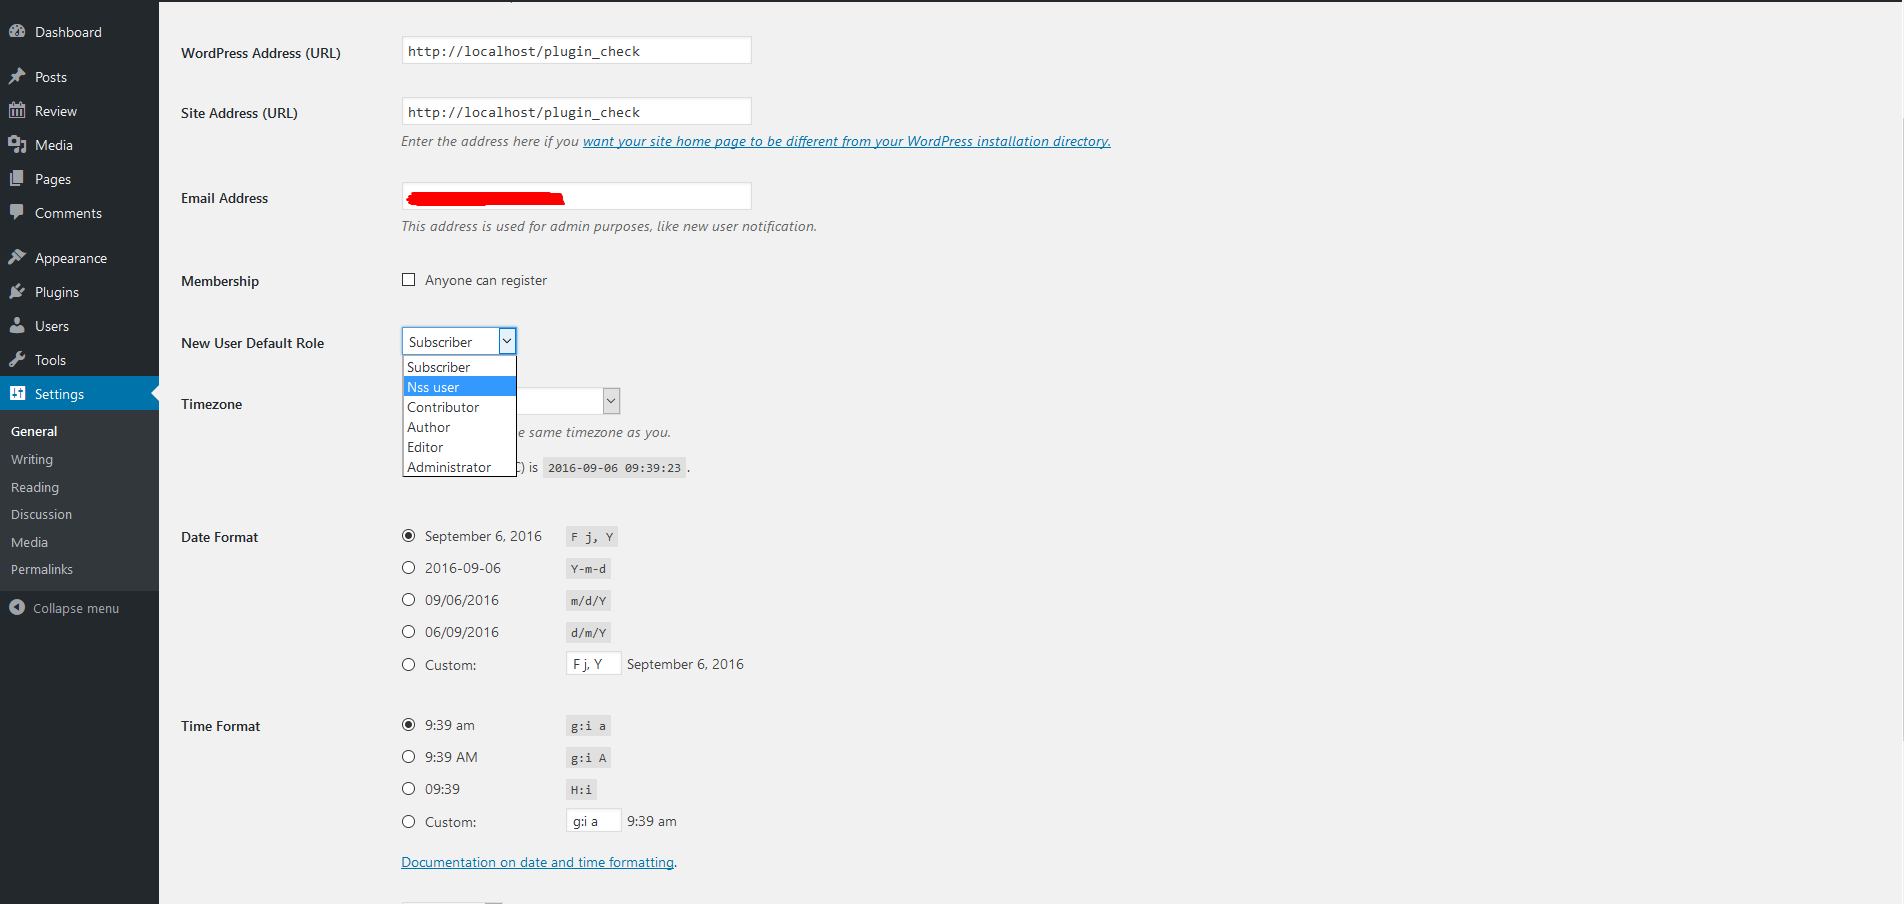 Dashboard
Posts
Review
Media
Pages
Comments
Appearance
Plugins
Users
Tools
Settings
General
Writing
Reading
Discussion
Media
Permalinks
Collapse menu
WordPress Address (URL)
http://localhost/plugin_check
Site Address (URL)
http://localhost/plugin_check
Enter the address here if you want your site home page to be different from your WordPress installation directory.
Email Address
This address is used for admin purposes, like new user notification.
Membership
Anyone can register
New User Default Role
Subscriber
Subscriber
Nss user
Contributor
Author
Editor
Administrator
Timezone
e same timezone as you.
C) is 2016-09-06 09:39:23 .
Date Format
September 6, 2016 F j, Y
2016-09-06 Y-m-d
09/06/2016 m/d/Y
06/09/2016 d/m/Y
Custom: F j, Y September 6, 2016
Time Format
9:39 am g:i a
9:39 AM g:i A
09:39 H:i
Custom: g:i a 9:39 am
Documentation on date and time formatting.